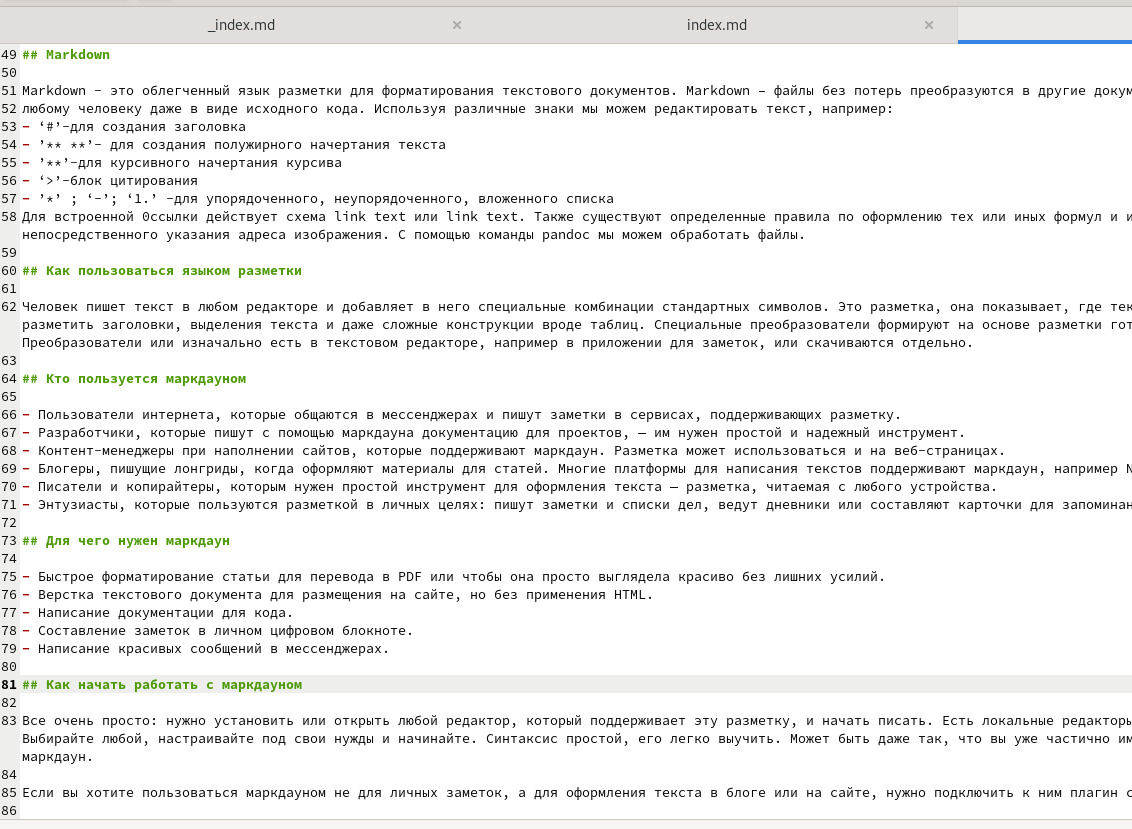 _index.md × index.md ×
49 ## Markdown
50
51 Markdown - это облегченный язык разметки для форматирования текстового документов. Markdown – файлы без потерь преобразуются в другие
52 любому человеку даже в виде исходного кода. Используя различные знаки мы можем редактировать текст, например:
53 - ‘#’-для создания заголовка
54 - ’** **’- для создания полужирного начертания текста
55 - ’**’-для курсивного начертания курсива
56 - ‘>’-блок цитирования
57 - ’*’ ; ‘-’; ‘1.’ -для упорядоченного, неупорядоченного, вложенного списка
58 Для встроенной 0ссылки действует схема link text или link text. Также существуют определенные правила по оформлению тех или иных формул и
непосредственного указания адреса изображения. С помощью команды pandoc мы можем обработать файлы.
59
60 ## Как пользоваться языком разметки
61
62 Человек пишет текст в любом редакторе и добавляет в него специальные комбинации стандартных символов. Это разметка, она показывает, где
разметить заголовки, выделения текста и даже сложные конструкции вроде таблиц. Специальные преобразователи формируют на основе разметки
Преобразователи или изначально есть в текстовом редакторе, например в приложении для заметок, или скачиваются отдельно.
63
64 ## Кто пользуется маркдауном
65
66 - Пользователи интернета, которые общаются в мессенджерах и пишут заметки в сервисах, поддерживающих разметку.
67 - Разработчики, которые пишут с помощью маркдауна документацию для проектов, — им нужен простой и надежный инструмент.
68 - Контент-менеджеры при наполнении сайтов, которые поддерживают маркдаун. Разметка может использоваться и на веб-страницах.
69 - Блогеры, пишущие лонгриды, когда оформляют материалы для статей. Многие платформы для написания текстов поддерживают маркдаун, например
70 - Писатели и копирайтеры, которым нужен простой инструмент для оформления текста — разметка, читаемая с любого устройства.
71 - Энтузиасты, которые пользуются разметкой в личных целях: пишут заметки и списки дел, ведут дневники или составляют карточки для
72
73 ## Для чего нужен маркдаун
74
75 - Быстрое форматирование статьи для перевода в PDF или чтобы она просто выглядела красиво без лишних усилий.
76 - Верстка текстового документа для размещения на сайте, но без применения HTML.
77 - Написание документации для кода.
78 - Составление заметок в личном цифровом блокноте.
79 - Написание красивых сообщений в мессенджерах.
80
81 ## Как начать работать с маркдауном
82
83 Все очень просто: нужно установить или открыть любой редактор, который поддерживает эту разметку, и начать писать. Есть локальные редакторы
Выбирайте любой, настраивайте под свои нужды и начинайте. Синтаксис простой, его легко выучить. Может быть даже так, что вы уже частично
маркдаун.
84
85 Если вы хотите пользоваться маркдауном не для личных заметок, а для оформления текста в блоге или на сайте, нужно подключить к ним плагин
86